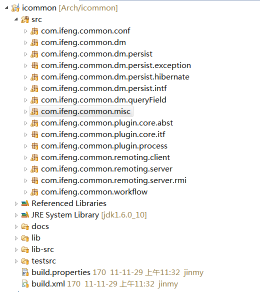 icommon [Arch/icommon]
src
com.ifeng.common.conf
com.ifeng.common.dm
com.ifeng.common.dm.persist
com.ifeng.common.dm.persist.exception
com.ifeng.common.dm.persist.hibernate
com.ifeng.common.dm.persist.intf
com.ifeng.common.dm.queryField
com.ifeng.common.misc
com.ifeng.common.plugin.core.abst
com.ifeng.common.plugin.core.itf
com.ifeng.common.plugin.process
com.ifeng.common.remoting.client
com.ifeng.common.remoting.server
com.ifeng.common.remoting.server.rmi
com.ifeng.common.workflow
Referenced Libraries
JRE System Library [jdk1.6.0_10]
docs
lib
lib-src
testsrc
build.properties 170 11-11-29 上午11:32 jinmy
build.xml 170 11-11-29 上午11:32 jinmy